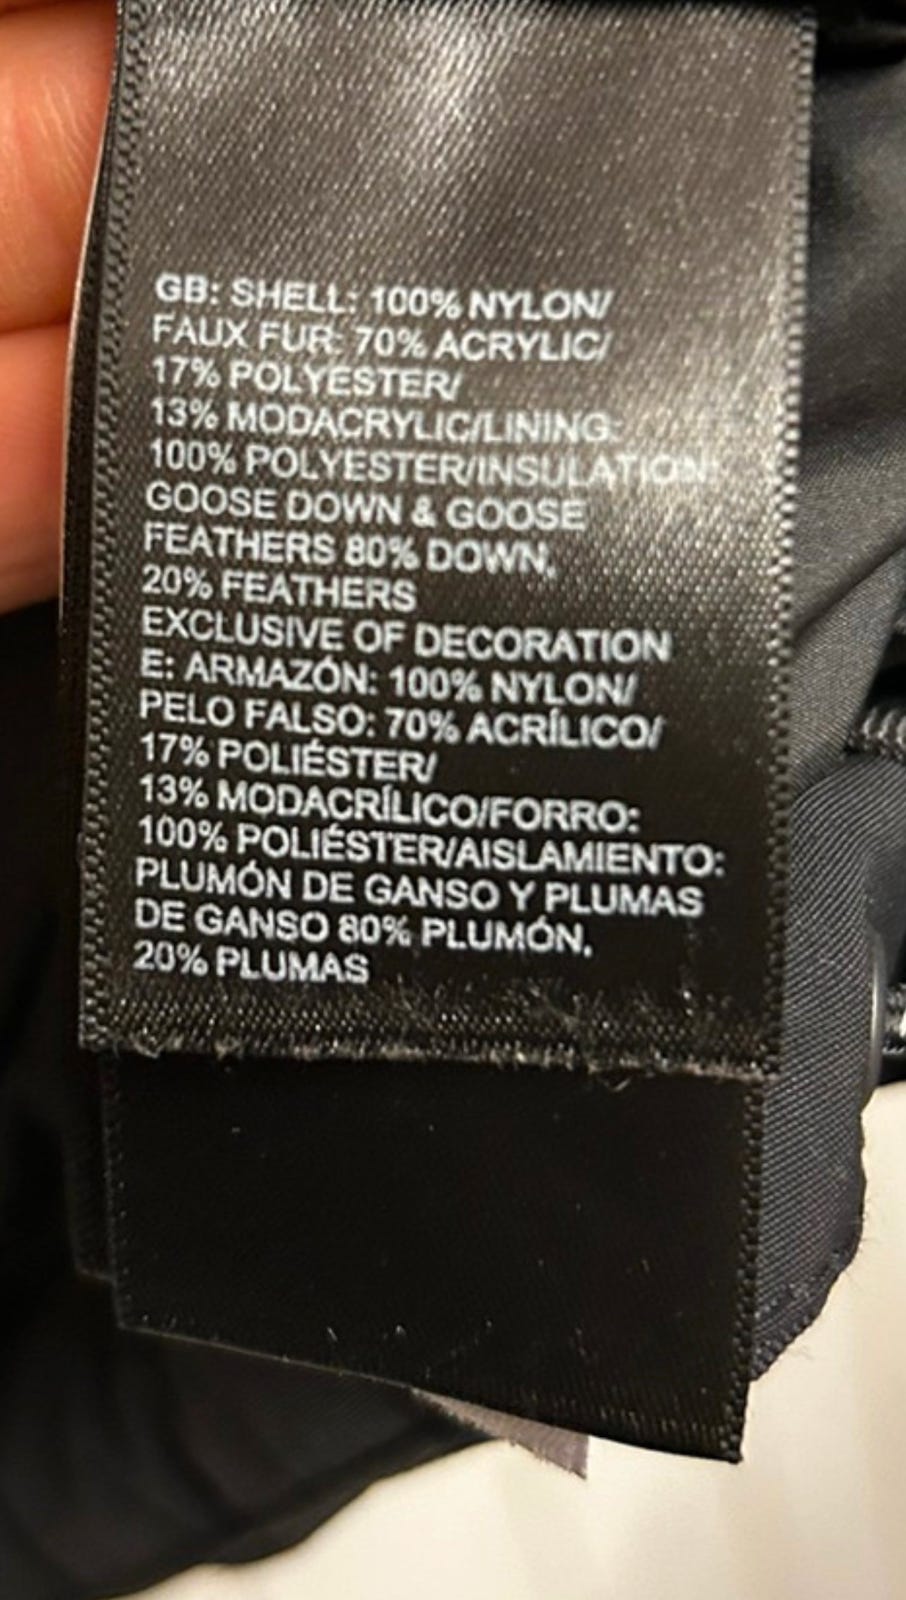 GB: SHELL: 100% NYLON/
FAUX FUR: 70% ACRYLIC/
17% POLYESTER/
13% MODACRYLIC/LINING:
100% POLYESTER/INSULATION:
GOOSE DOWN & GOOSE
FEATHERS 80% DOWN,
20% FEATHERS
EXCLUSIVE OF DECORATION
E: ARMAZÓN: 100% NYLON/
PELO FALSO: 70% ACRÍLICO/
17% POLIÉSTER/
13% MODACRÍLICO/FORRO:
100% POLIÉSTER/AISLAMIENTO:
PLUMÓN DE GANSO Y PLUMAS
DE GANSO 80% PLUMÓN,
20% PLUMAS